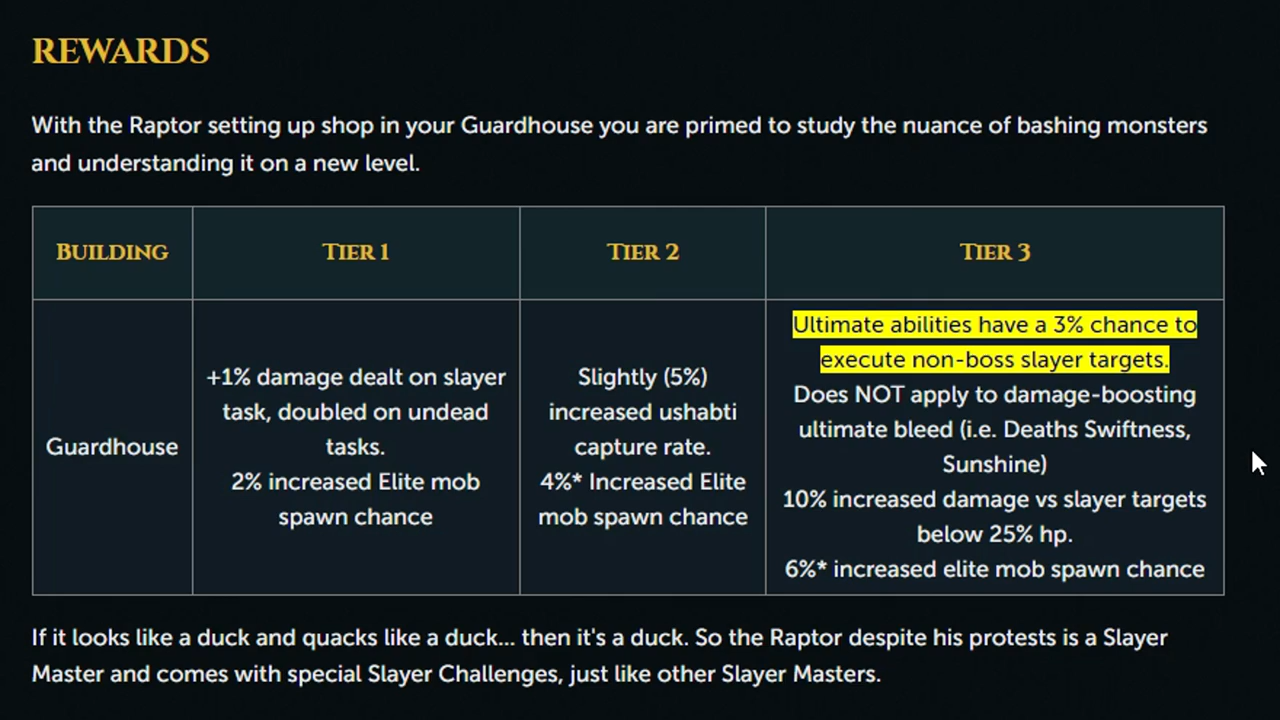 REWARDS
With the Raptor setting up shop in your Guardhouse you are primed to study the nuance of bashing monsters
and understanding it on a new level.
BUILDING
TIER 1
TIER 2
TIER 3
Guardhouse
+1% damage dealt on slayer
task, doubled on undead
tasks.
2% increased Elite mob
spawn chance
Slightly (5%)
increased ushabti
capture rate.
4%* Increased Elite
mob spawn chance
Ultimate abilities have a 3% chance to
execute non-boss slayer targets.
Does NOT apply to damage-boosting
ultimate bleed (i.e. Deaths Swiftness,
Sunshine)
10% increased damage vs slayer targets
below 25% hp.
6%* increased elite mob spawn chance
If it looks like a duck and quacks like a duck... then it's a duck. So the Raptor despite his protests is a Slayer
Master and comes with special Slayer Challenges, just like other Slayer Masters.